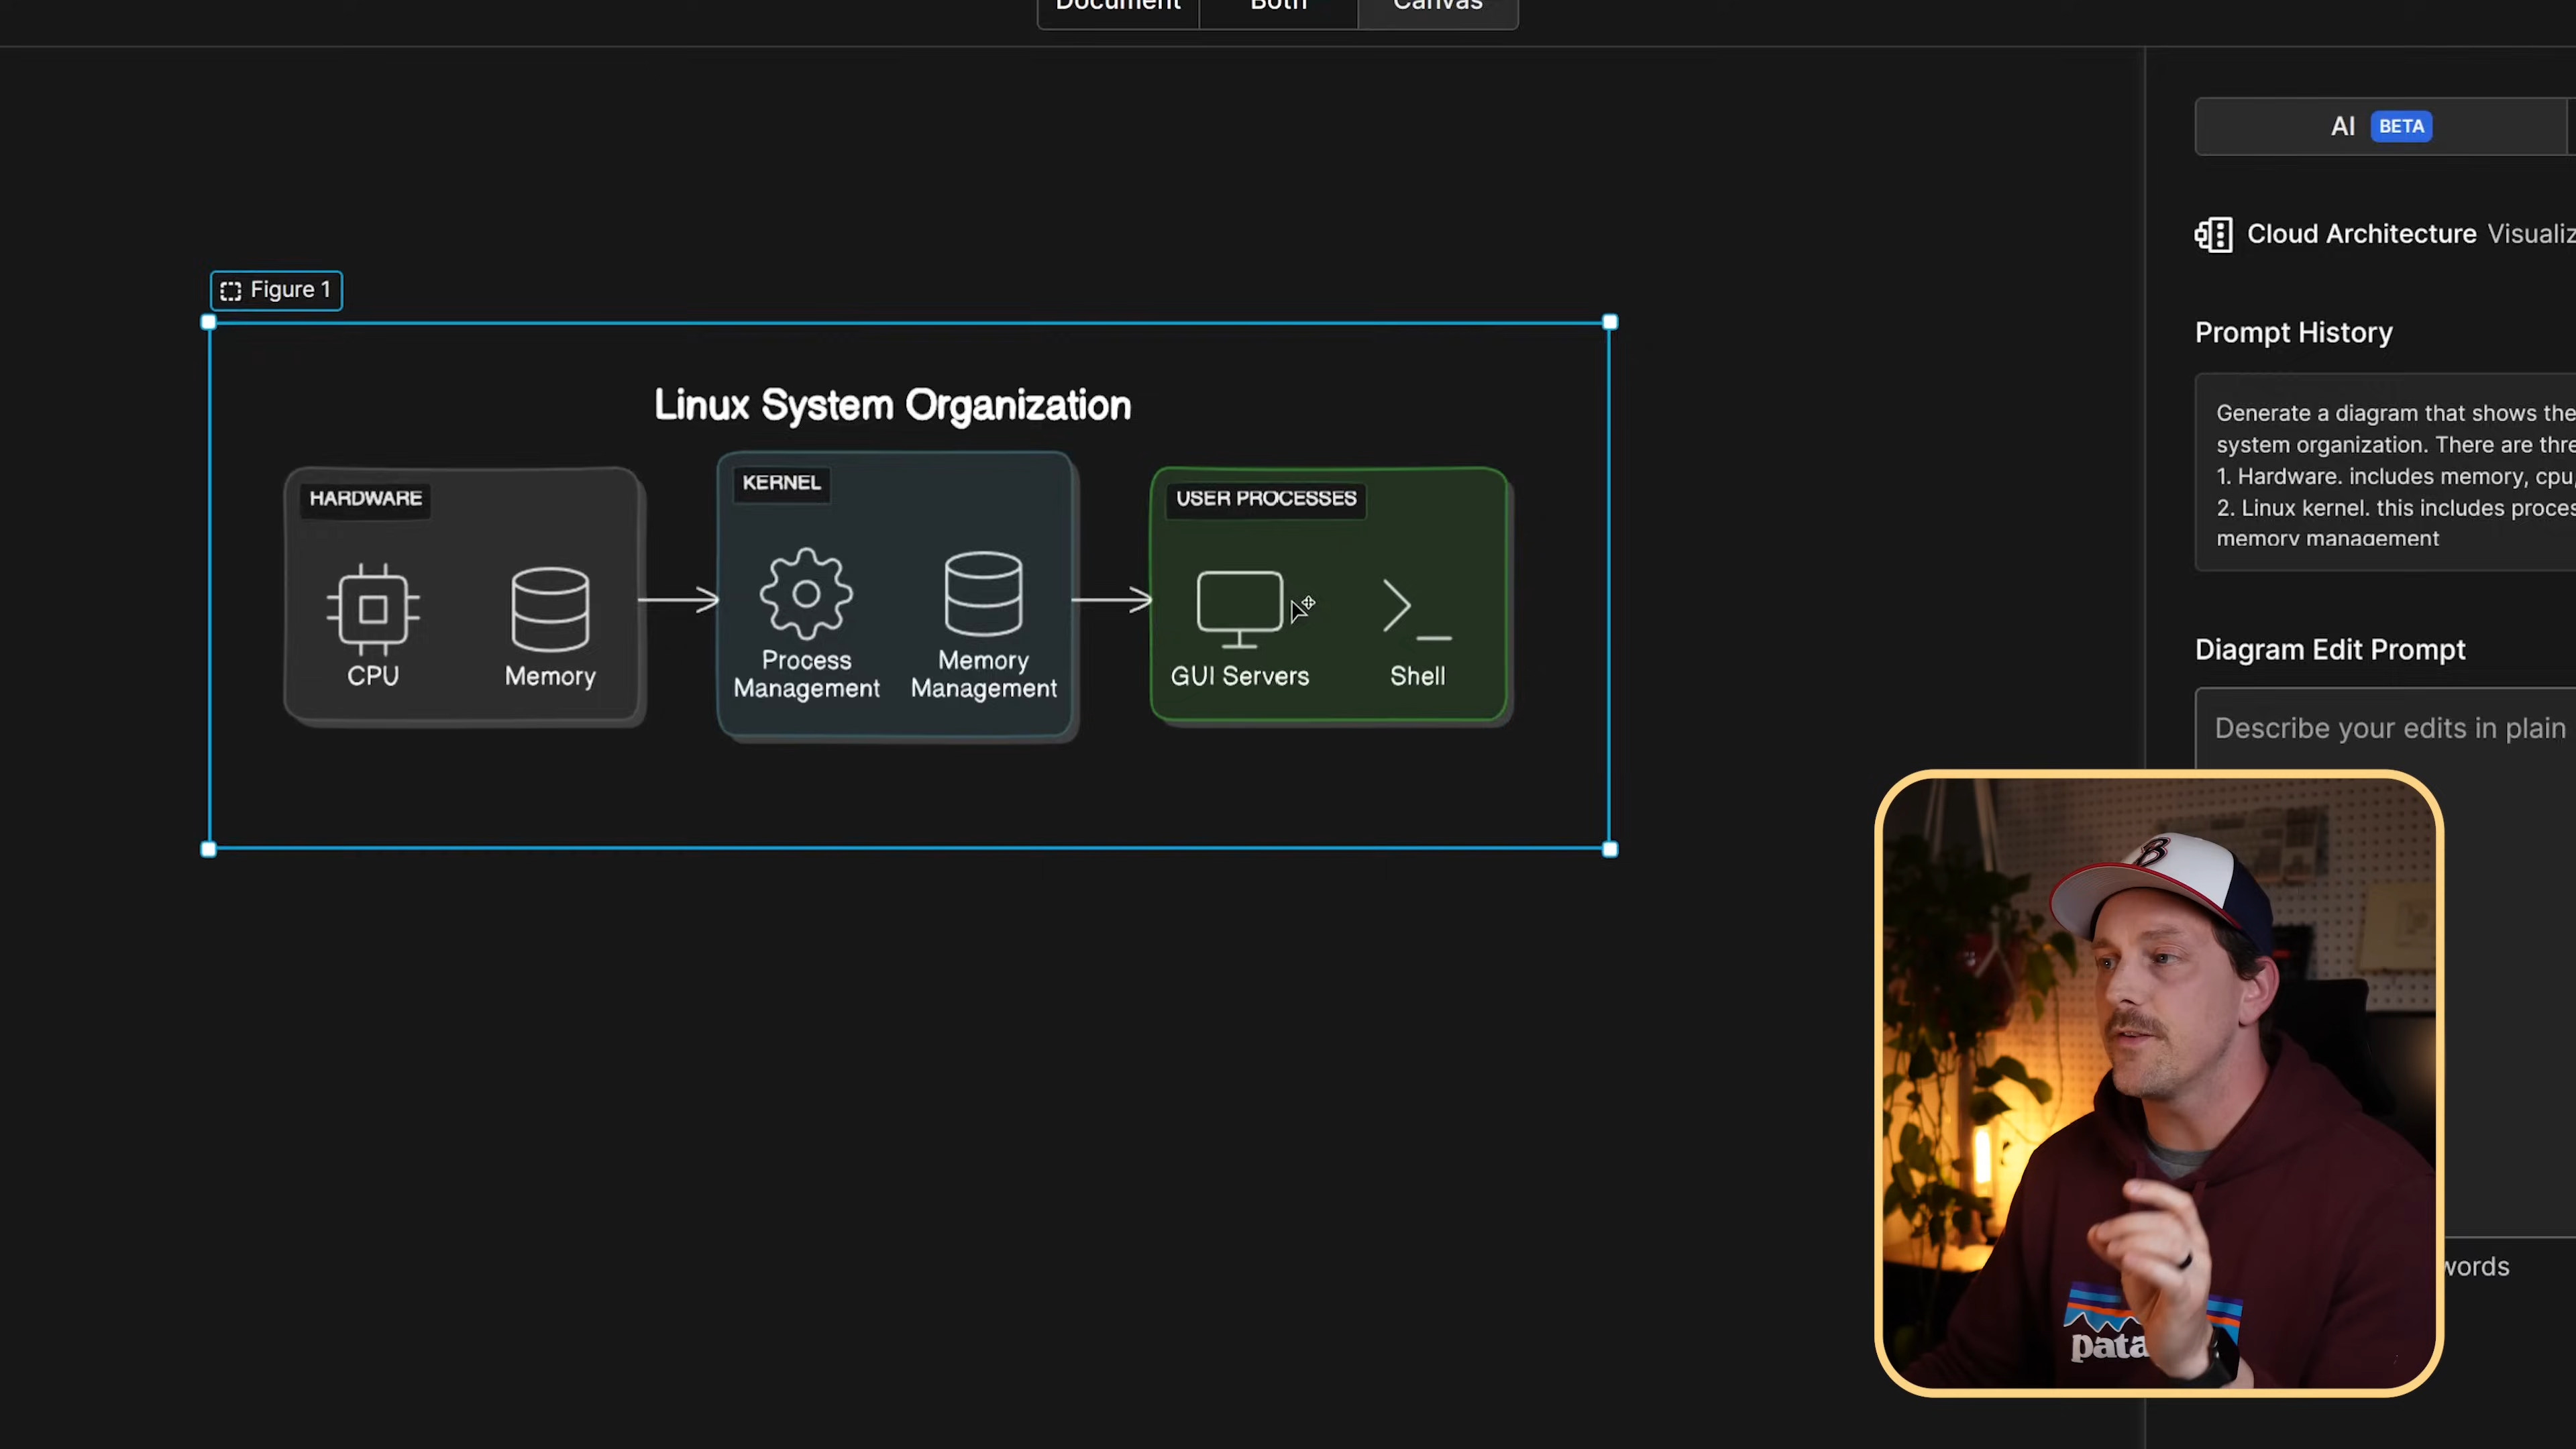 Document Both Canvas
AI BETA
Cloud Architecture Visualiz
Figure 1
Prompt History
Linux System Organization
Generate a diagram that shows the
system organization. There are thre
1. Hardware. includes memory, cpu,
2. Linux kernel. this includes proces
memory management
HARDWARE
CPU
Memory
KERNEL
Process
Management
Memory
Management
USER PROCESSES
GUI Servers
Shell
Diagram Edit Prompt
Describe your edits in plain
words
B
pata